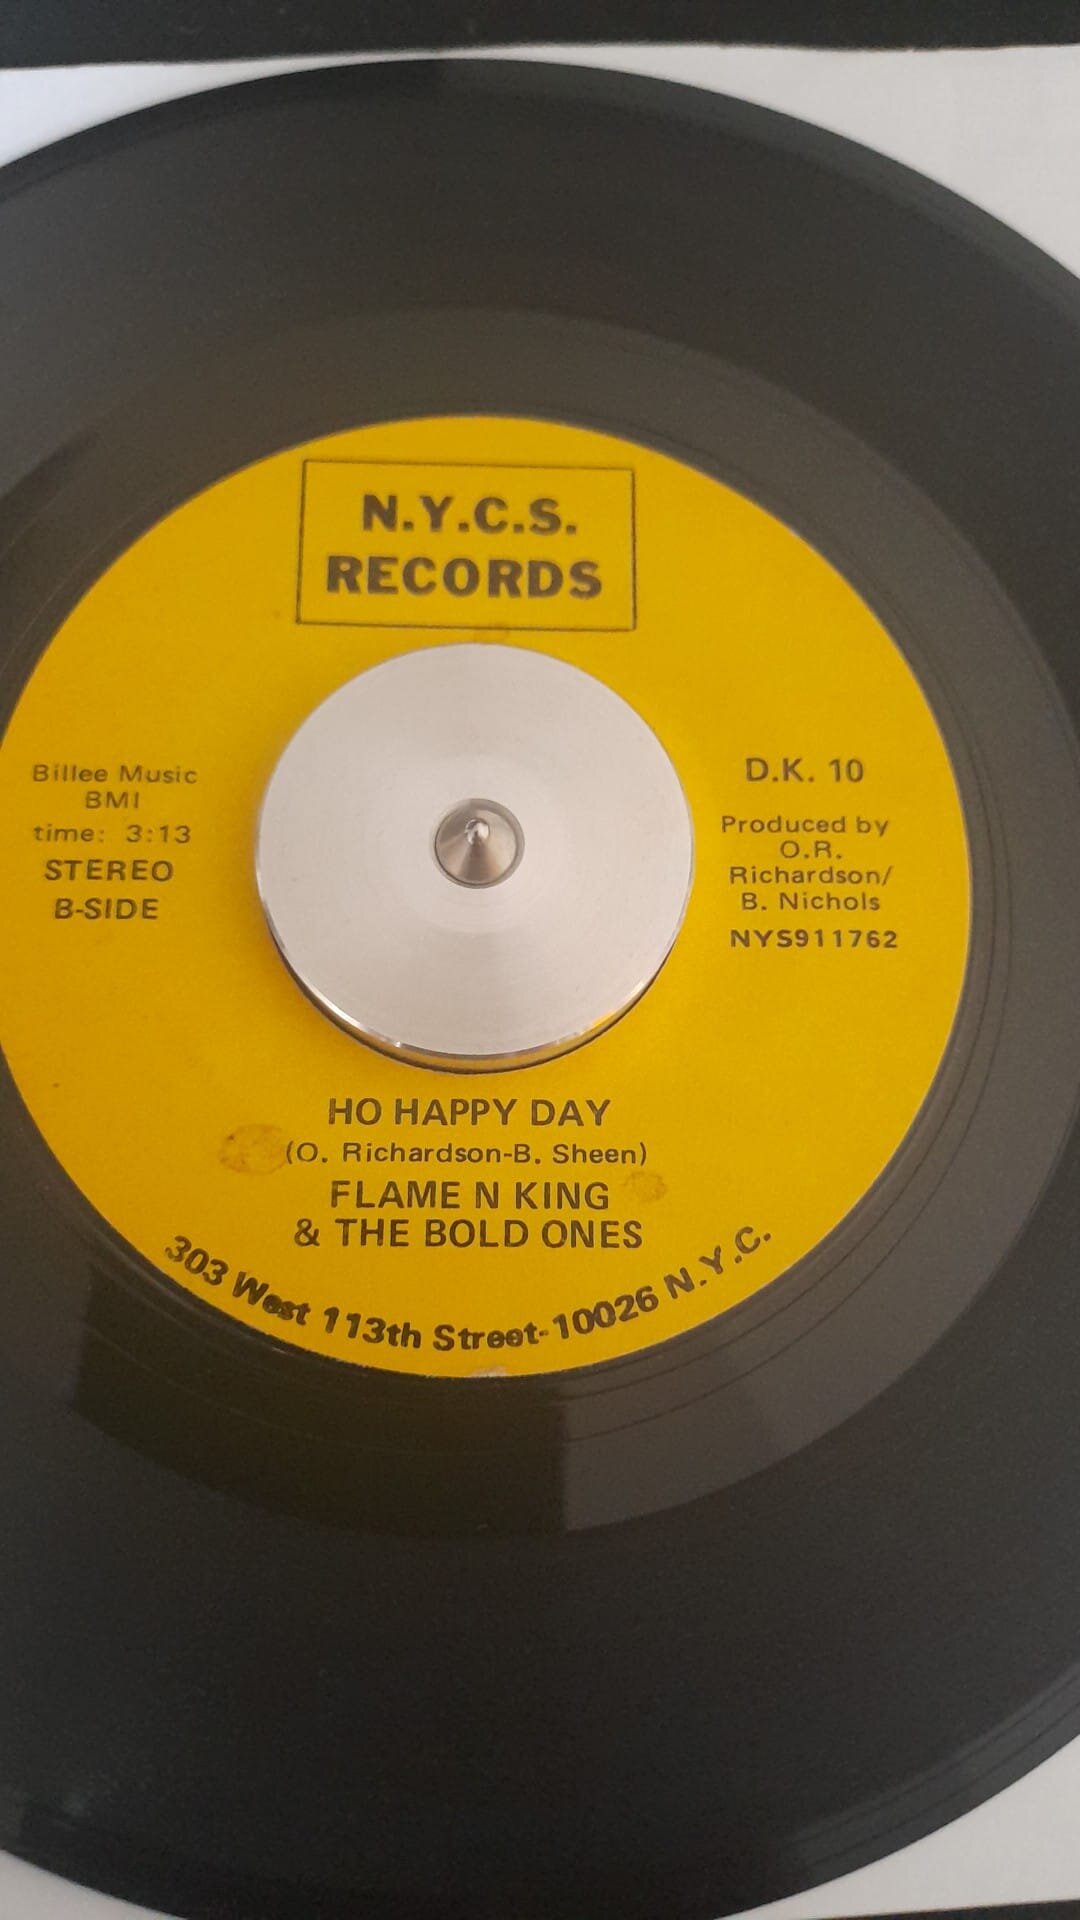 N.Y.C.S.
RECORDS
Billee Music
BMI
time: 3:13
STEREO
B-SIDE
D.K. 10
Produced by
O.R.
Richardson/
B. Nichols
NYS911762
HO HAPPY DAY
(O. Richardson-B. Sheen)
FLAME N KING
& THE BOLD ONES
303 West 113th Street-10026 N.Y.C.